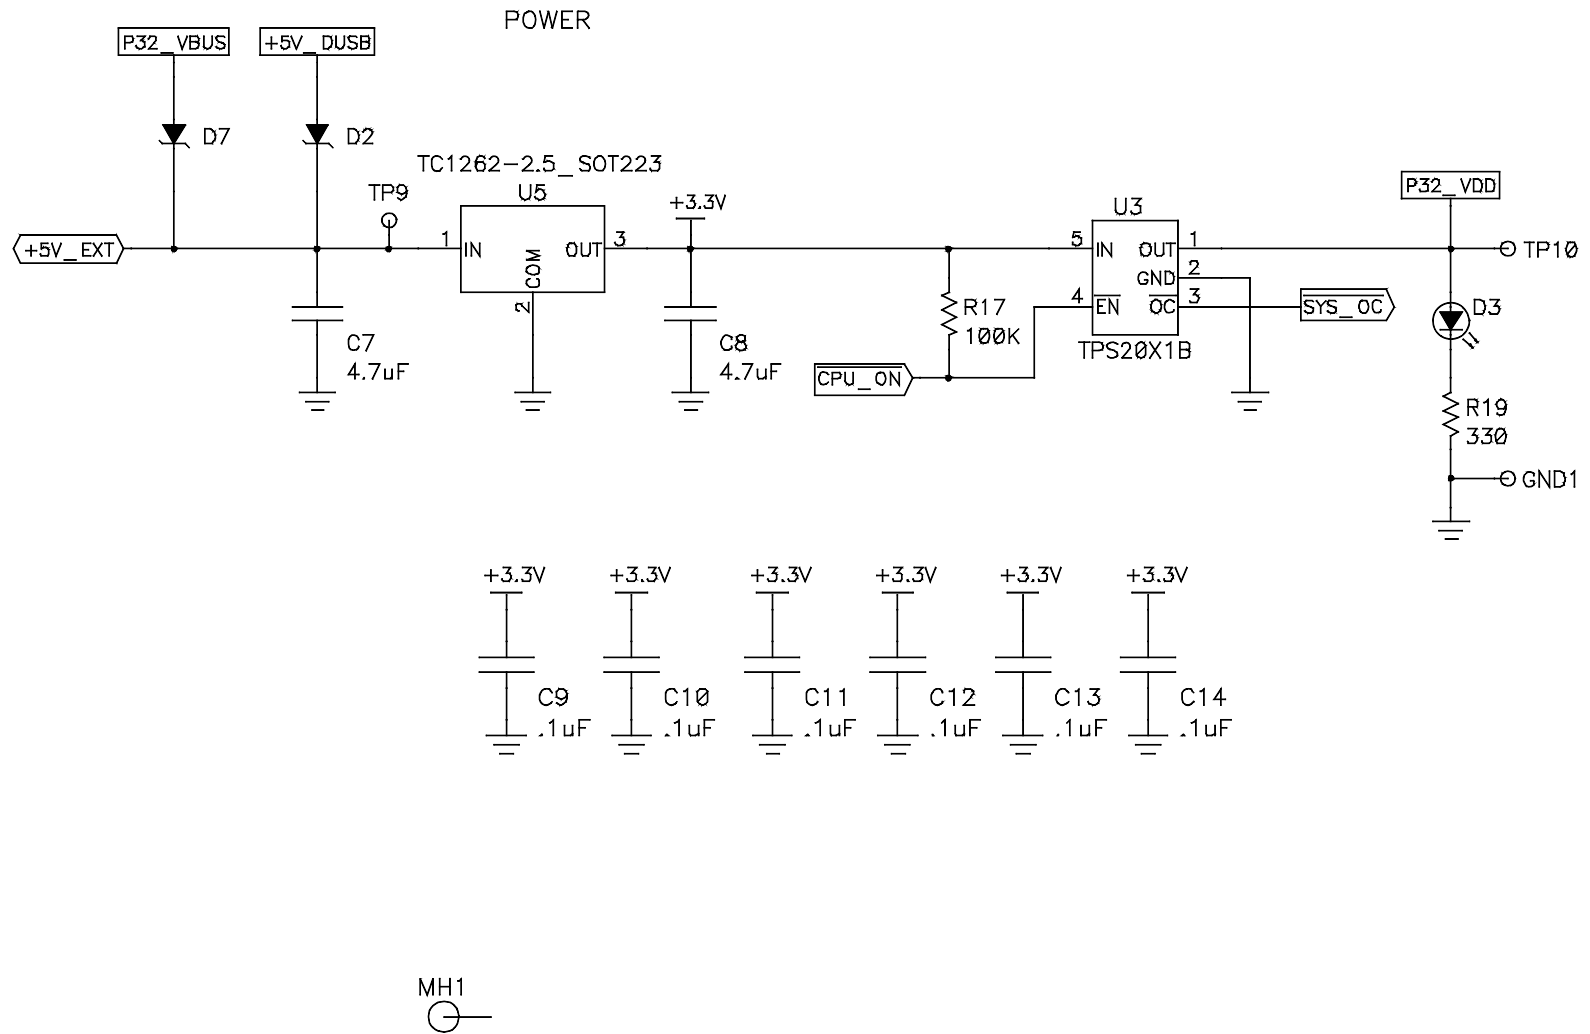 POWER
P32_VBUS
+5V_DUSB
D7
D2
TC1262-2.5_SOT223
U5
TP9
+3.3V
P32_VDD
U3
+5V_EXT
1
IN
COM
OUT
3
2
5
IN
OUT
1
GND
2
4
EN
OC
3
TP10
SYS_OC
D3
R17
100K
TPS20X1B
C7
4.7uF
C8
4.7uF
CPU_ON
R19
330
GND1
+3.3V
+3.3V
+3.3V
+3.3V
+3.3V
+3.3V
C9
.1uF
C10
.1uF
C11
.1uF
C12
.1uF
C13
.1uF
C14
.1uF
MH1